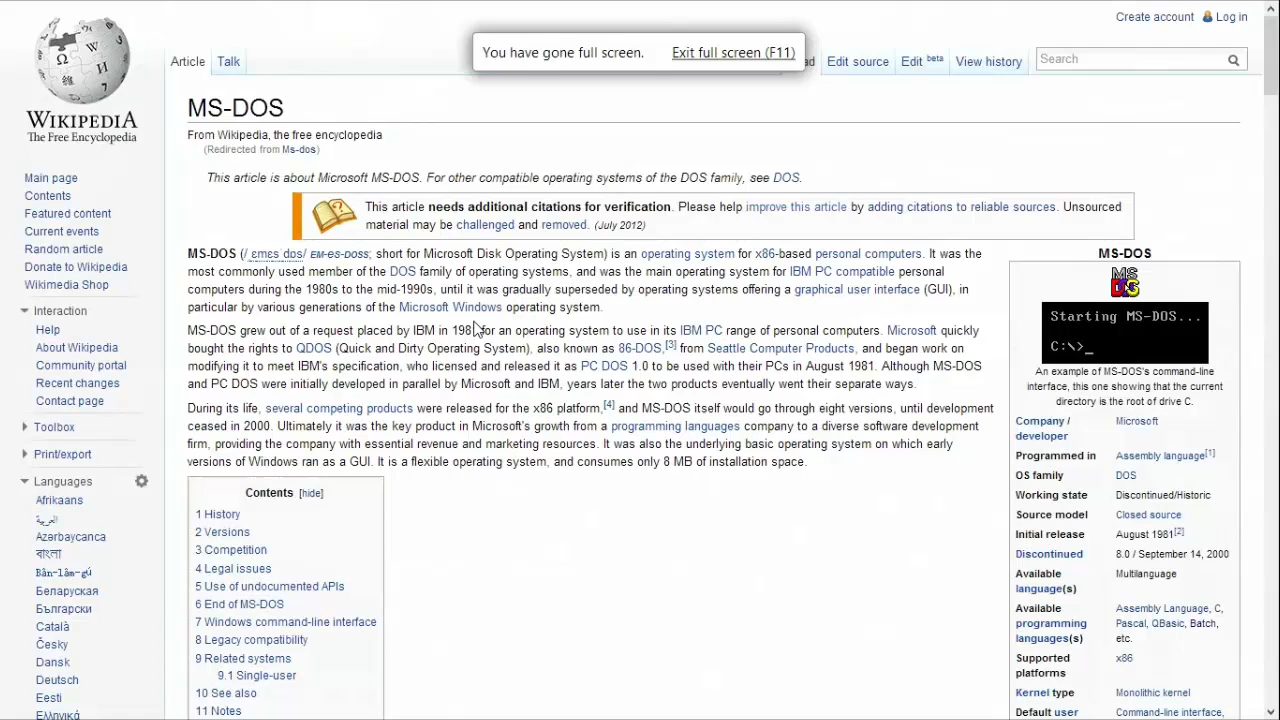 Create account Log in
You have gone full screen. Exit full screen (F11)
Article Talk Edit source Edit beta View history Search
WIKIPEDIA
The Free Encyclopedia
MS-DOS
From Wikipedia, the free encyclopedia
(Redirected from Ms-dos)
This article is about Microsoft MS-DOS. For other compatible operating systems of the DOS family, see DOS.
This article needs additional citations for verification. Please help improve this article by adding citations to reliable sources. Unsourced
material may be challenged and removed. (July 2012)
MS-DOS (/ˌɛmɛsˈdɒs/ EM-ES-DOSS; short for Microsoft Disk Operating System) is an operating system for x86-based personal computers. It was the
most commonly used member of the DOS family of operating systems, and was the main operating system for IBM PC compatible personal
computers during the 1980s to the mid-1990s, until it was gradually superseded by operating systems offering a graphical user interface (GUI), in
particular by various generations of the Microsoft Windows operating system.
MS-DOS grew out of a request placed by IBM in 198 for an operating system to use in its IBM PC range of personal computers. Microsoft quickly
bought the rights to QDOS (Quick and Dirty Operating System), also known as 86-DOS,[3] from Seattle Computer Products, and began work on
modifying it to meet IBM's specification, who licensed and released it as PC DOS 1.0 to be used with their PCs in August 1981. Although MS-DOS
and PC DOS were initially developed in parallel by Microsoft and IBM, years later the two products eventually went their separate ways.
During its life, several competing products were released for the x86 platform,[4] and MS-DOS itself would go through eight versions, until development
ceased in 2000. Ultimately it was the key product in Microsoft's growth from a programming languages company to a diverse software development
firm, providing the company with essential revenue and marketing resources. It was also the underlying basic operating system on which early
versions of Windows ran as a GUI. It is a flexible operating system, and consumes only 8 MB of installation space.
Contents [hide]
1 History
2 Versions
3 Competition
4 Legal issues
5 Use of undocumented APIs
6 End of MS-DOS
7 Windows command-line interface
8 Legacy compatibility
9 Related systems
9.1 Single-user
10 See also
11 Notes
MS-DOS
MS
DOS
Starting MS-DOS...
C:\>_
An example of MS-DOS's command-line
interface, this one showing that the current
directory is the root of drive C.
Company / Microsoft
developer
Programmed in Assembly language[1]
OS family DOS
Working state Discontinued/Historic
Source model Closed source
Initial release August 1981[2]
Discontinued 8.0 / September 14, 2000
Available Multilanguage
language(s)
Available Assembly Language, C,
programming Pascal, QBasic, Batch,
languages(s) etc.
Supported x86
platforms
Kernel type Monolithic kernel
Default user Command-line interface,
Main page
Contents
Featured content
Current events
Random article
Donate to Wikipedia
Wikimedia Shop
Interaction
Help
About Wikipedia
Community portal
Recent changes
Contact page
Toolbox
Print/export
Languages
Afrikaans
العربية
Azərbaycanca
বাংলা
Bân-lâm-gú
Беларуская
Български
Català
Česky
Dansk
Deutsch
Eesti
Ελληνικά